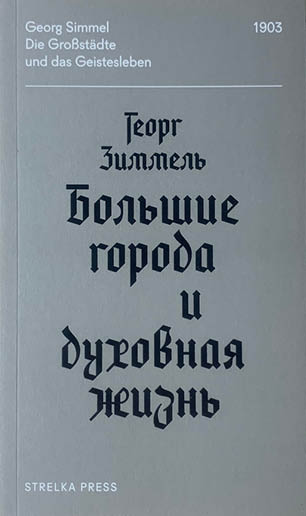 Georg Simmel
Die Großstädte
und das Geistesleben
1903
Георг
Зиммель
Большие
города
и
духовная
жизнь
STRELKA PRESS